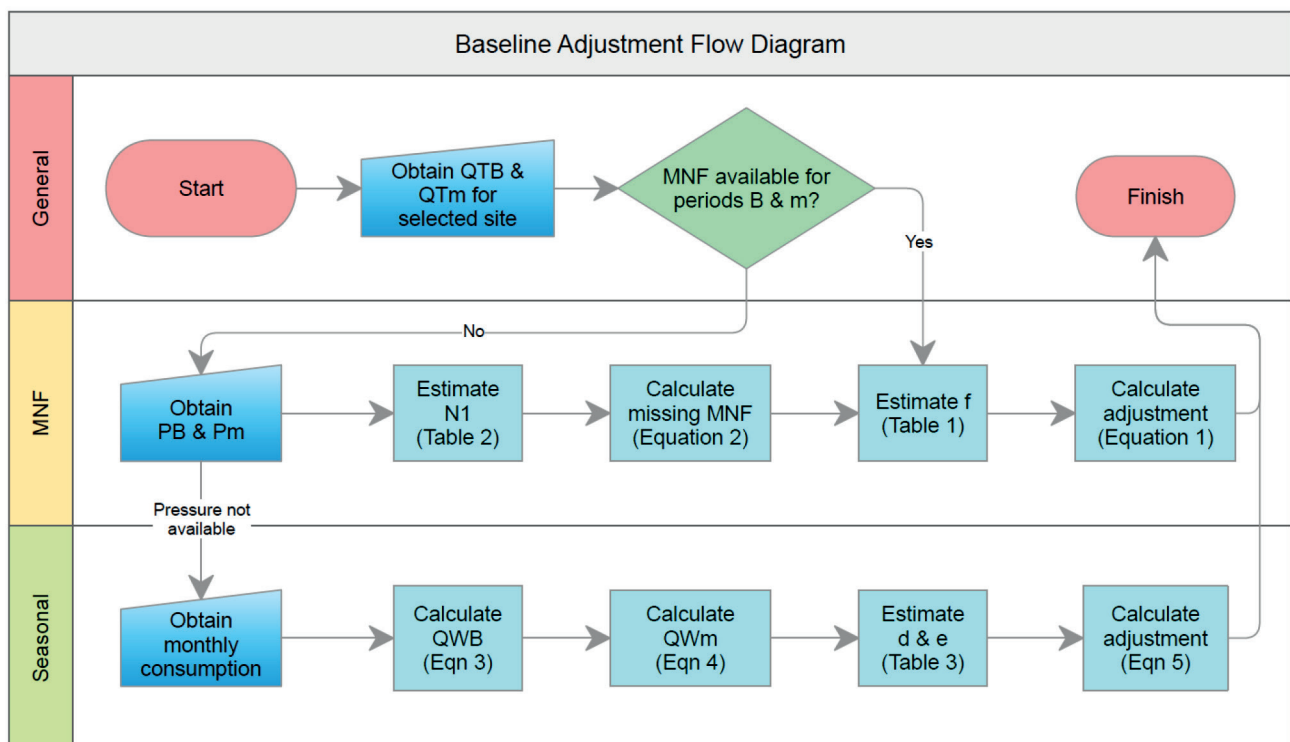 Baseline Adjustment Flow Diagram
General
Start
Obtain QTB &
QTm for
selected site
MNF available for
periods B & m?
Yes
Finish
No
MNF
Obtain
PB & Pm
Estimate
N1
(Table 2)
Calculate
missing MNF
(Equation 2)
Estimate f
(Table 1)
Calculate
adjustment
(Equation 1)
Pressure not
available
Seasonal
Obtain
monthly
consumption
Calculate
QWB
(Eqn 3)
Calculate
QWm
(Eqn 4)
Estimate
d & e
(Table 3)
Calculate
adjustment
(Eqn 5)